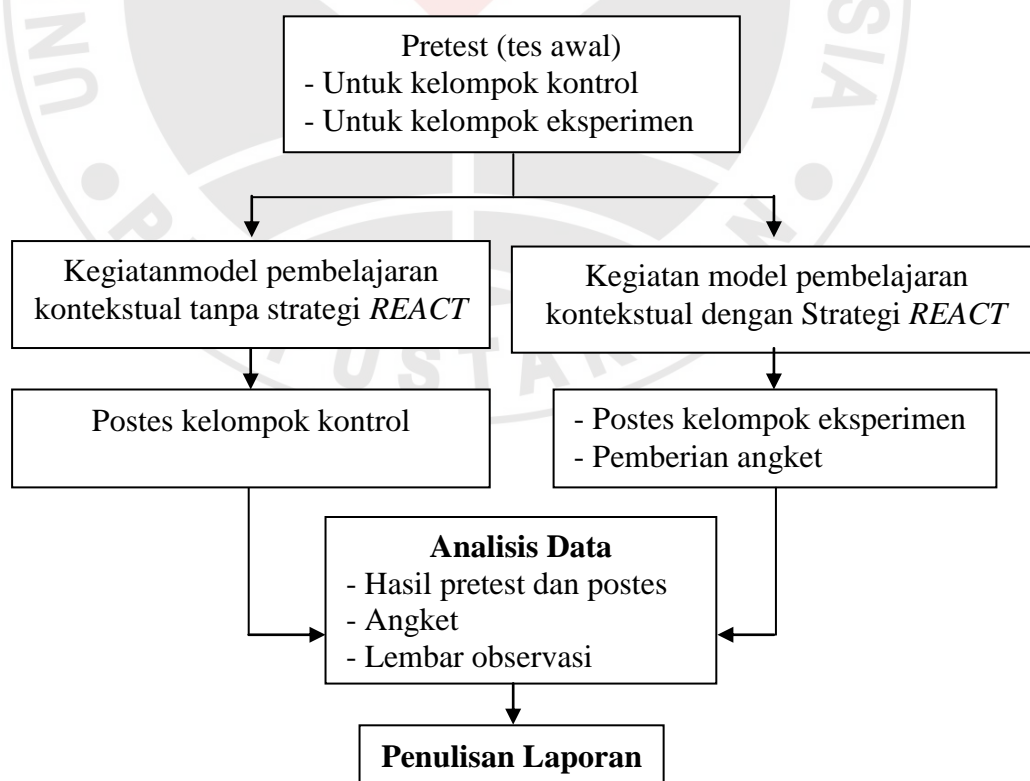 Pretest (tes awal)
- Untuk kelompok kontrol
- Untuk kelompok eksperimen
Kegiatanmodel pembelajaran
kontekstual tanpa strategi REACT
Kegiatan model pembelajaran
kontekstual dengan Strategi REACT
Postes kelompok kontrol
- Postes kelompok eksperimen
- Pemberian angket
Analisis Data
- Hasil pretest dan postes
- Angket
- Lembar observasi
Penulisan Laporan